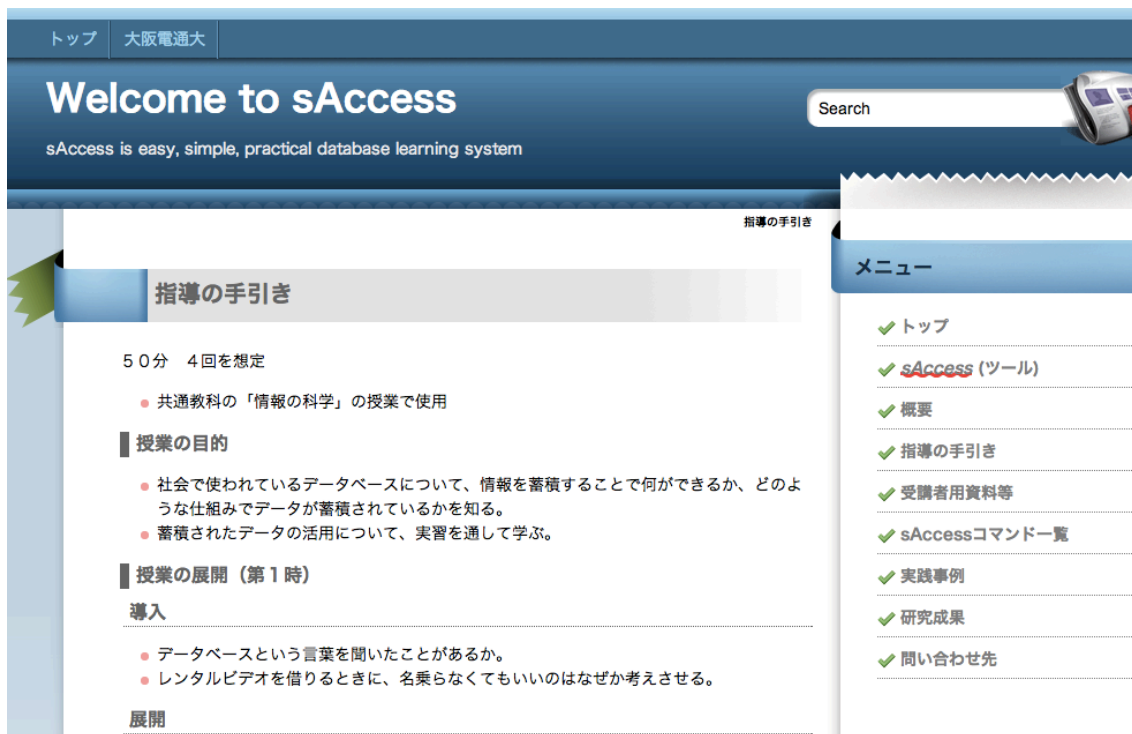 トップ 大阪電通大
Welcome to sAccess
Search
sAccess is easy, simple, practical database learning system
指導の手引き
指導の手引き
５０分　４回を想定
共通教科の「情報の科学」の授業で使用
授業の目的
社会で使われているデータベースについて、情報を蓄積することで何ができるか、どのよ
うな仕組みでデータが蓄積されているかを知る。
蓄積されたデータの活用について、実習を通して学ぶ。
授業の展開（第１時）
導入
データベースという言葉を聞いたことがあるか。
レンタルビデオを借りるときに、名乗らなくてもいいのはなぜか考えさせる。
展開
メニュー
トップ
sAccess (ツール)
概要
指導の手引き
受講者用資料等
sAccessコマンド一覧
実践事例
研究成果
問い合わせ先